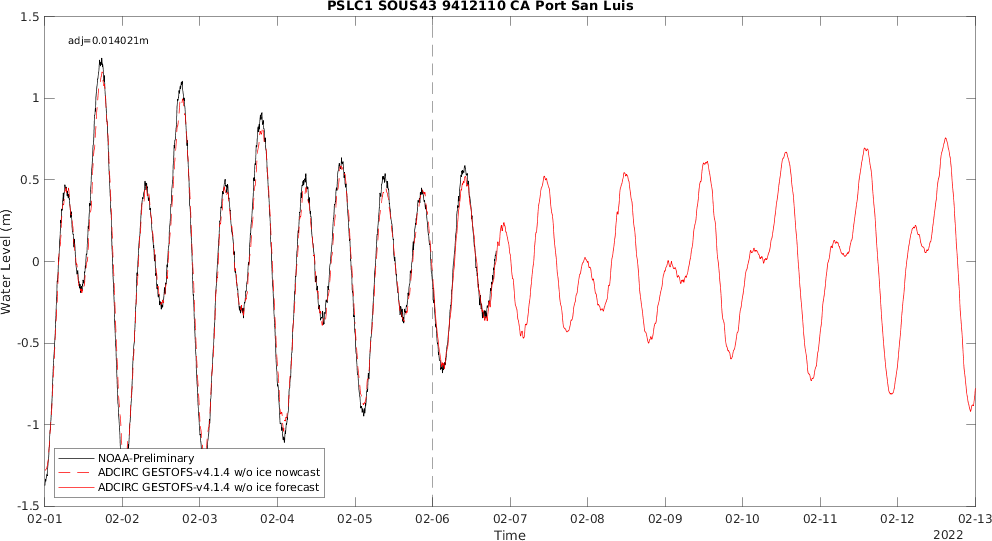 PSLC1 SOUS43 9412110 CA Port San Luis
adj=0.014021m
1.5
1
0.5
0
-0.5
-1
-1.5
Water Level (m)
NOAA-Preliminary
ADCIRC GESTOFS-v4.1.4 w/o ice nowcast
ADCIRC GESTOFS-v4.1.4 w/o ice forecast
02-01 02-02 02-03 02-04 02-05 02-06 02-07 02-08 02-09 02-10 02-11 02-12 02-13
Time
2022